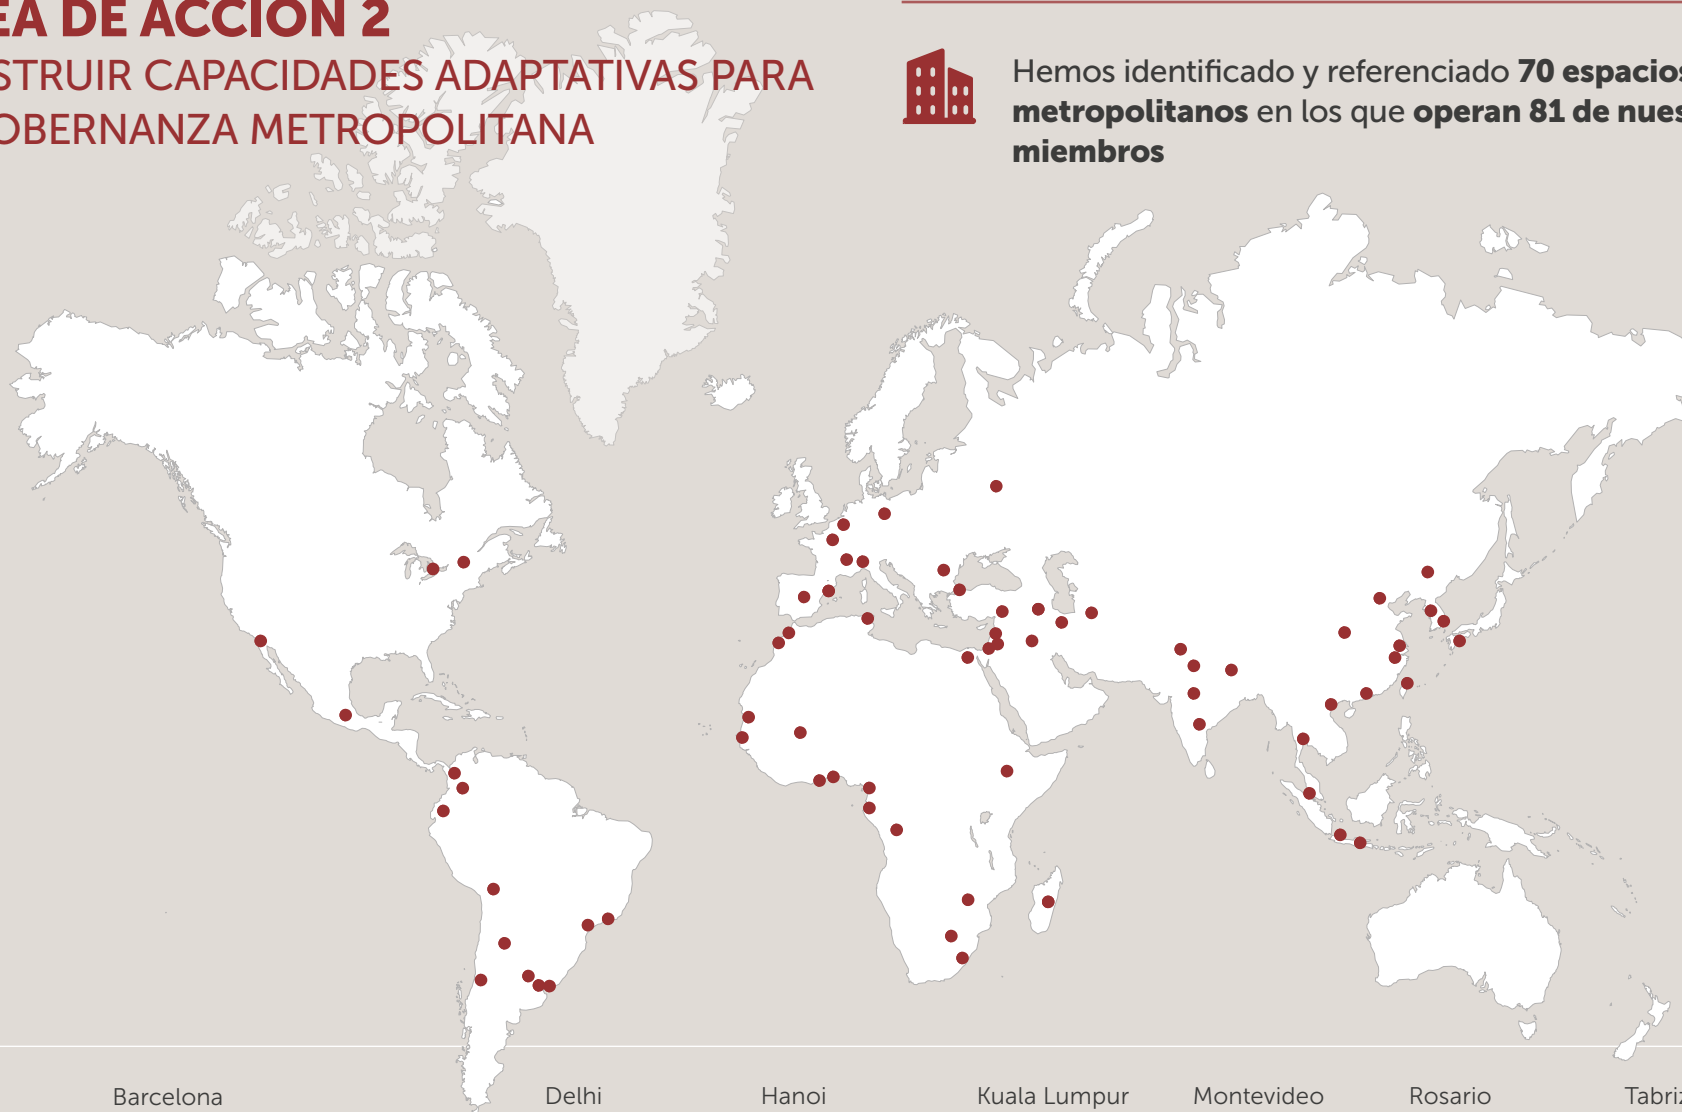 EA DE ACCIÓN 2
STRUIR CAPACIDADES ADAPTATIVAS PARA
OBERNANZA METROPOLITANA
Hemos identificado y referenciado 70 espacios
metropolitanos en los que operan 81 de nues
miembros
Barcelona Delhi Hanoi Kuala Lumpur Montevideo Rosario Tabriz